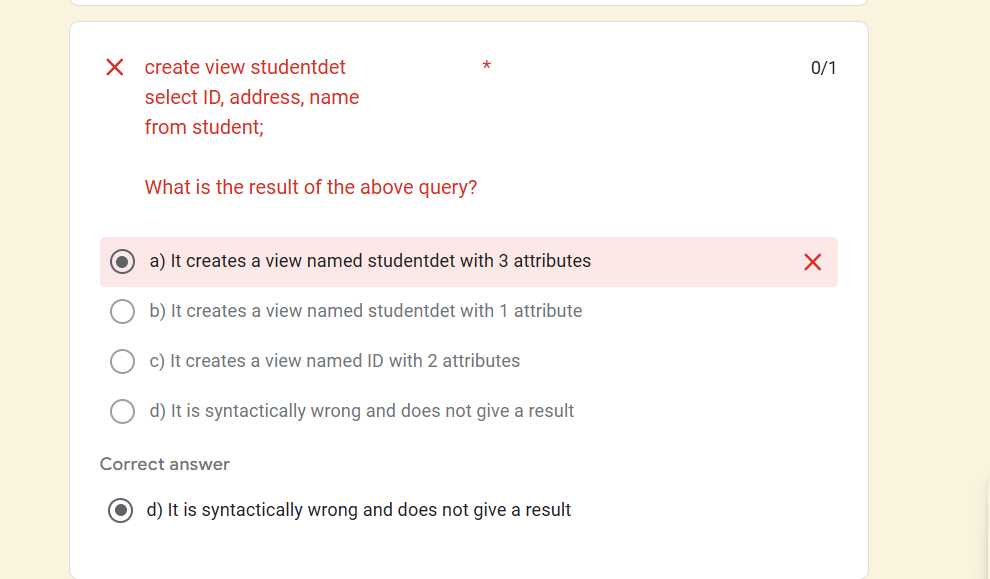 create view studentdet *
0/1
select ID, address, name
from student;
What is the result of the above query?
a) It creates a view named studentdet with 3 attributes
b) It creates a view named studentdet with 1 attribute
c) It creates a view named ID with 2 attributes
d) It is syntactically wrong and does not give a result
Correct answer
d) It is syntactically wrong and does not give a result